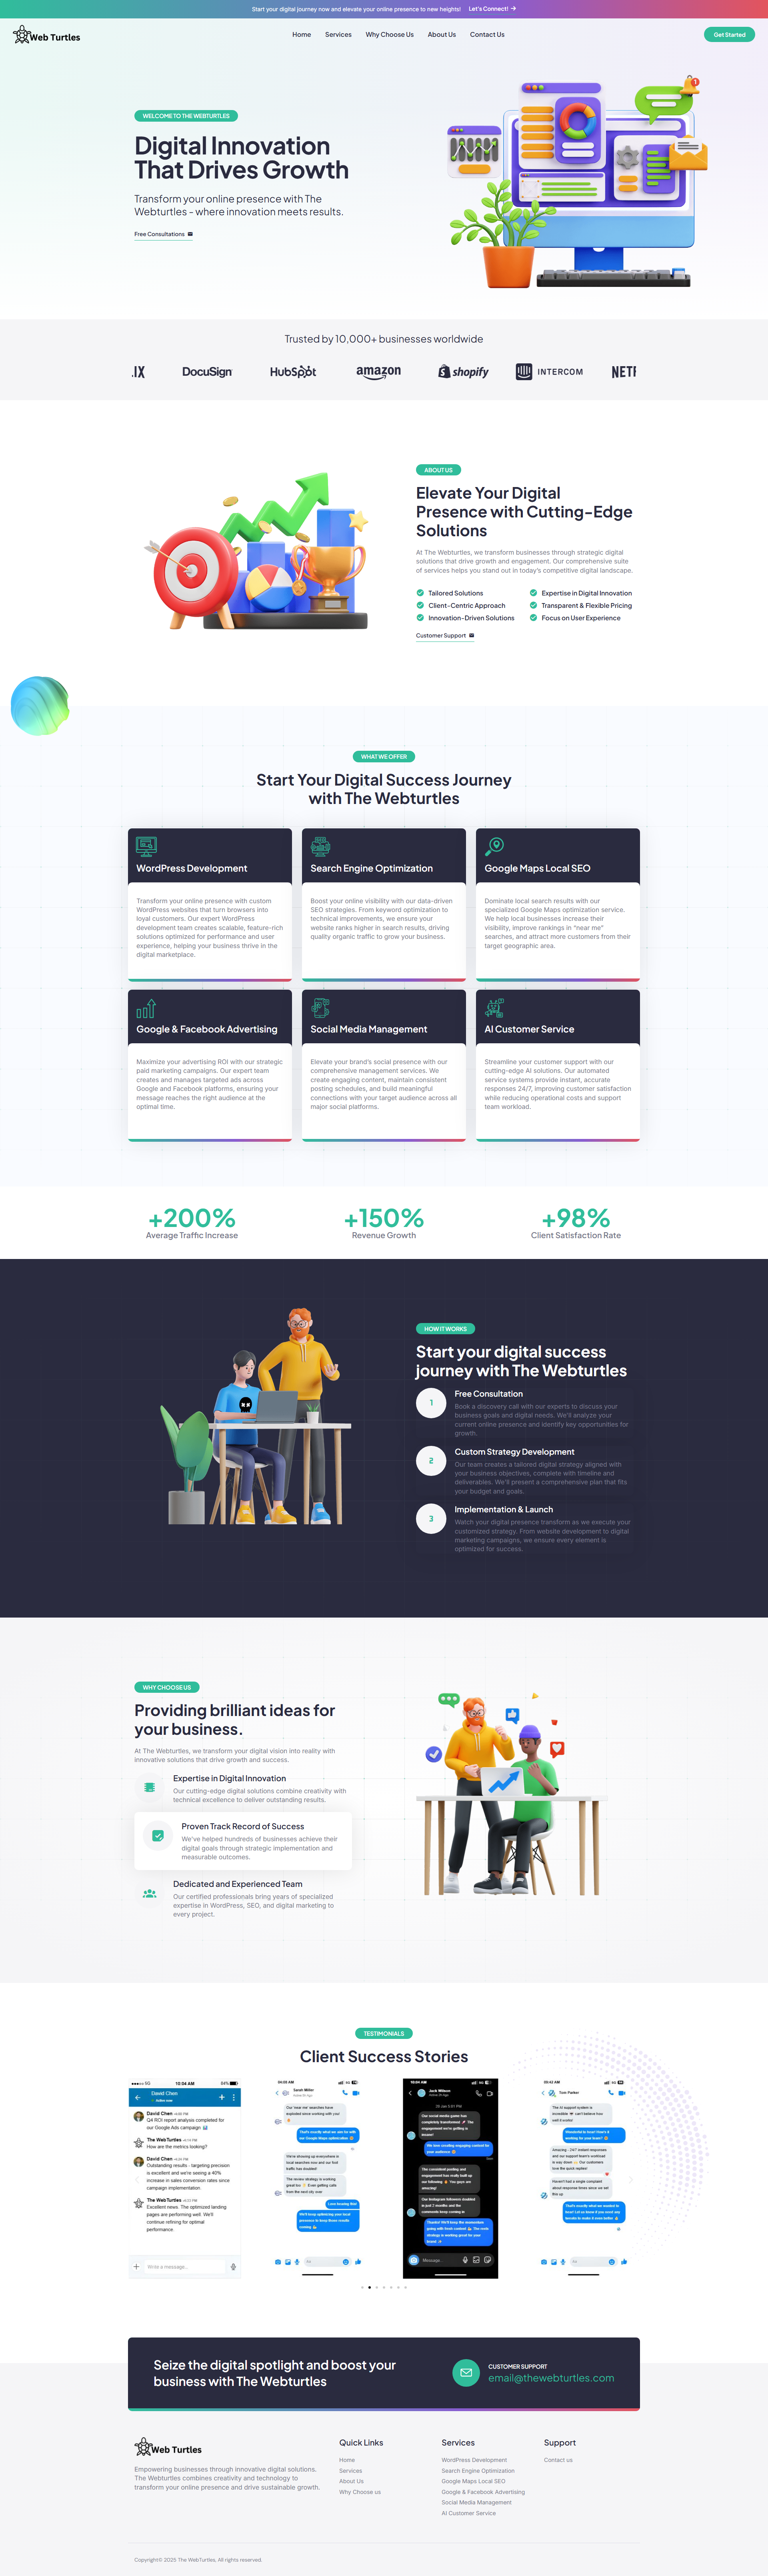 Start your digital journey now and elevate your online presence to new heights! Let's Connect!
Web Turtles
Home Services Why Choose Us About Us Contact Us
Get Started
WELCOME TO THE WEBTURTLES
Digital Innovation
That Drives Growth
Transform your online presence with The
Webturtles - where innovation meets results.
Free Consultations
Trusted by 10,000+ businesses worldwide
.IX DocuSign HubSpot amazon shopify INTERCOM NETF
ABOUT US
Elevate Your Digital
Presence with Cutting-Edge
Solutions
At The Webturtles, we transform businesses through strategic digital
solutions that drive growth and engagement. Our comprehensive suite
of services helps you stand out in today's competitive digital landscape.
Tailored Solutions
Expertise in Digital Innovation
Client-Centric Approach
Transparent & Flexible Pricing
Innovation-Driven Solutions
Focus on User Experience
Customer Support
WHAT WE OFFER
Start Your Digital Success Journey
with The Webturtles
WordPress Development
Transform your online presence with custom
WordPress websites that turn browsers into
loyal customers. Our expert WordPress
development team creates scalable, feature-rich
solutions optimized for performance and user
experience, helping your business thrive in the
digital marketplace.
Search Engine Optimization
Boost your online visibility with our data-driven
SEO strategies. From keyword optimization to
technical improvements, we ensure your
website ranks higher in search results, driving
quality organic traffic to grow your business.
Google Maps Local SEO
Dominate local search results with our
specialized Google Maps optimization service.
We help local businesses increase their
visibility, improve rankings in "near me"
searches, and attract more customers from their
target geographic area.
Google & Facebook Advertising
Maximize your advertising ROI with our strategic
paid marketing campaigns. Our expert team
creates and manages targeted ads across
Google and Facebook platforms, ensuring your
message reaches the right audience at the
optimal time.
Social Media Management
Elevate your brand's social presence with our
comprehensive management services. We
create engaging content, maintain consistent
posting schedules, and build meaningful
connections with your target audience across all
major social platforms.
AI Customer Service
Streamline your customer support with our
cutting-edge AI solutions. Our automated
service systems provide instant, accurate
responses 24/7, improving customer satisfaction
while reducing operational costs and support
team workload.
+200%
Average Traffic Increase
+150%
Revenue Growth
+98%
Client Satisfaction Rate
HOW IT WORKS
Start your digital success
journey with The Webturtles
1
Free Consultation
Book a discovery call with our experts to discuss your
business goals and digital needs. We'll analyze your
current online presence and identify key opportunities for
growth.
2
Custom Strategy Development
Our team creates a tailored digital strategy aligned with
your business objectives, complete with timeline and
deliverables. We'll present a comprehensive plan that fits
your budget and goals.
3
Implementation & Launch
Watch your digital presence transform as we execute your
customized strategy. From website development to digital
marketing campaigns, we ensure every element is
optimized for success.
WHY CHOOSE US
Providing brilliant ideas for
your business.
At The Webturtles, we transform your digital vision into reality with
innovative solutions that drive growth and success.
Expertise in Digital Innovation
Our cutting-edge digital solutions combine creativity with
technical excellence to deliver outstanding results.
Proven Track Record of Success
We've helped hundreds of businesses achieve their
digital goals through strategic implementation and
measurable outcomes.
Dedicated and Experienced Team
Our certified professionals bring years of specialized
expertise in WordPress, SEO, and digital marketing to
every project.
TESTIMONIALS
Client Success Stories
10:04 AM
David Chen
David Chen
Q4 ROI report analysis completed for
our Google Ads campaign
The WebTurtles
How are the metrics looking?
David Chen
Outstanding results - targeting precision
is excellent and we're seeing a 40%
increase in sales conversion rates since
campaign implementation.
The WebTurtles
Excellent news. The optimized landing
pages are performing well. We'll
continue refining for optimal
performance.
Write a message...
Sarah Miller
Jack Wilson
Message...
Tom Parker
Seize the digital spotlight and boost your
business with The Webturtles
CUSTOMER SUPPORT
email@thewebturtles.com
Web Turtles
Empowering businesses through innovative digital solutions.
The Webturtles combines creativity and technology to
transform your online presence and drive sustainable growth.
Quick Links
Home
Services
About Us
Why Choose us
Services
WordPress Development
Search Engine Optimization
Google Maps Local SEO
Google & Facebook Advertising
Social Media Management
AI Customer Service
Support
Contact us
Copyright© 2025 The WebTurtles, All rights reserved.